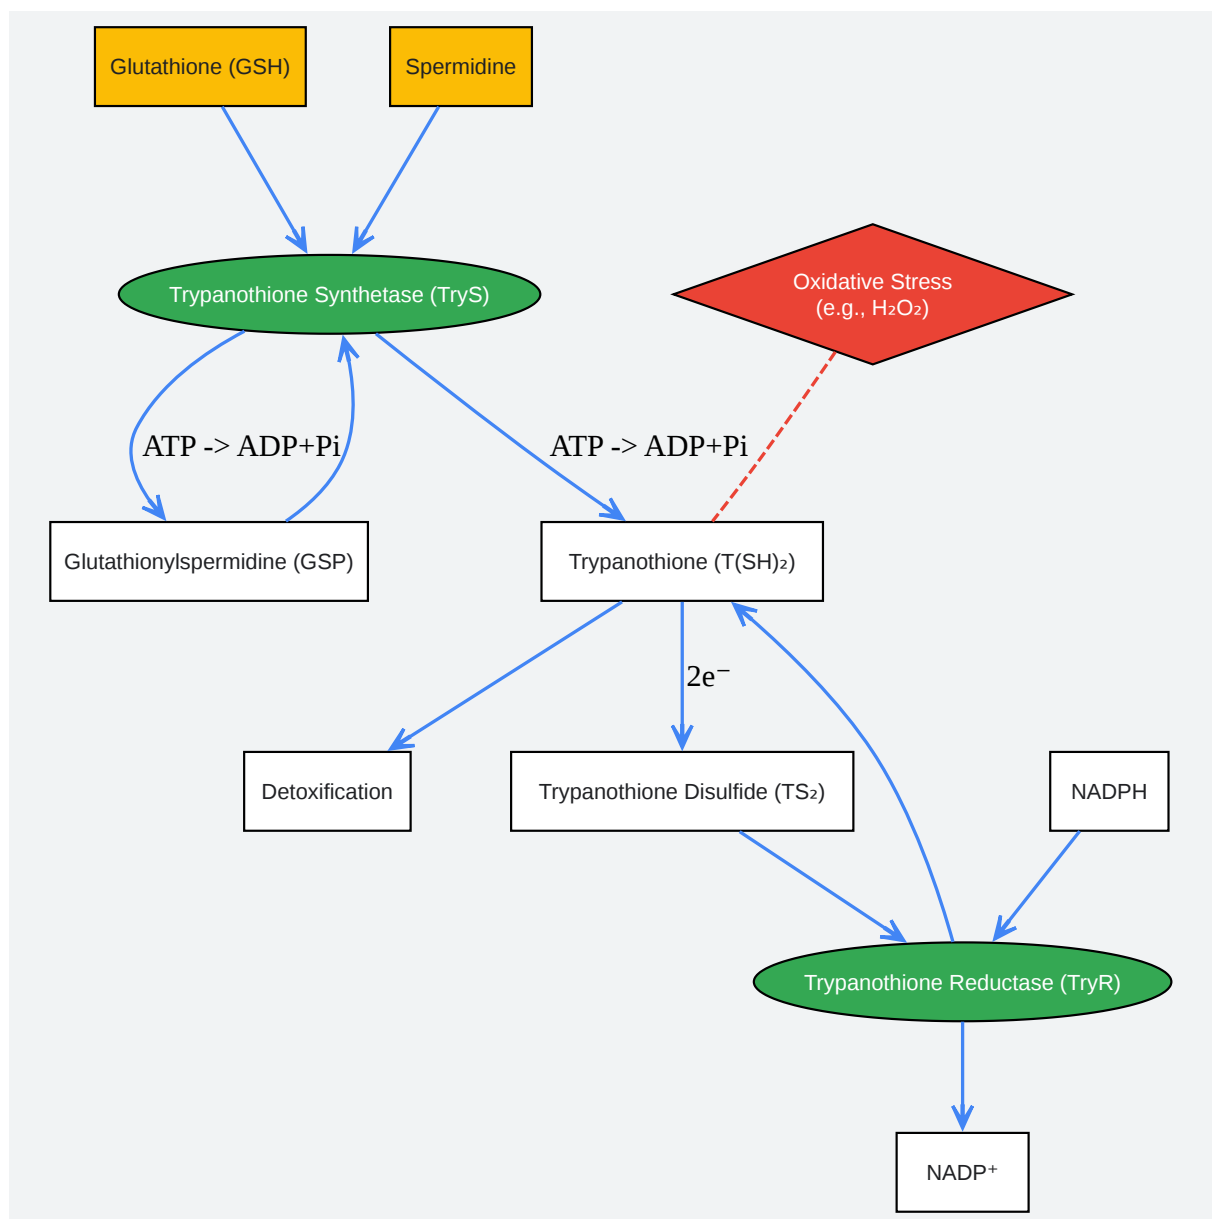 Glutathione (GSH)
Spermidine
Trypanothione Synthetase (TryS)
Oxidative Stress
(e.g., H₂O₂)
ATP -> ADP+Pi
ATP -> ADP+Pi
Glutathionylspermidine (GSP)
Trypanothione (T(SH)₂)
2e⁻
Detoxification
Trypanothione Disulfide (TS₂)
NADPH
Trypanothione Reductase (TryR)
NADP⁺